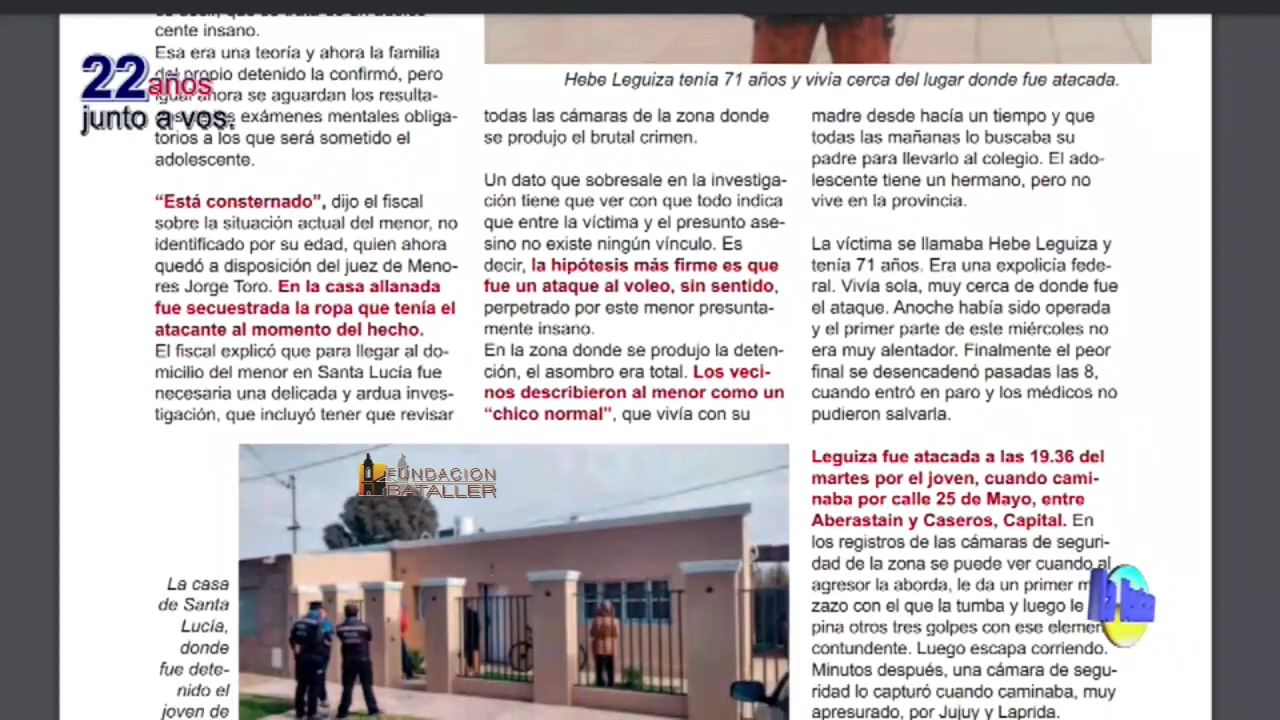 cente insano.
Esa era una teoría y ahora la familia
del propio detenido la confirmó, pero
igual ahora se aguardan los resulta-
exámenes mentales obliga-
torios a los que será sometido el
adolescente.
“Está consternado”, dijo el fiscal
sobre la situación actual del menor, no
identificado por su edad, quien ahora
quedó a disposición del juez de Meno-
res Jorge Toro. En la casa allanada
fue secuestrada la ropa que tenía el
atacante al momento del hecho.
El fiscal explicó que para llegar al do-
micilio del menor en Santa Lucía fue
necesaria una delicada y ardua inves-
tigación, que incluyó tener que revisar
22 años
junto a vos.
Hebe Leguiza tenía 71 años y vivía cerca del lugar donde fue atacada.
todas las cámaras de la zona donde
se produjo el brutal crimen.
Un dato que sobresale en la investiga-
ción tiene que ver con que todo indica
que entre la víctima y el presunto ase-
sino no existe ningún vínculo. Es
decir, la hipótesis más firme es que
fue un ataque al voleo, sin sentido,
perpetrado por este menor presunta-
mente insano.
En la zona donde se produjo la deten-
ción, el asombro era total. Los veci-
nos describieron al menor como un
“chico normal”, que vivía con su
madre desde hacía un tiempo y que
todas las mañanas lo buscaba su
padre para llevarlo al colegio. El ado-
lescente tiene un hermano, pero no
vive en la provincia.
La víctima se llamaba Hebe Leguiza y
tenía 71 años. Era una expolicía fede-
ral. Vivía sola, muy cerca de donde fue
el ataque. Anoche había sido operada
y el primer parte de este miércoles no
era muy alentador. Finalmente el peor
final se desencadenó pasadas las 8,
cuando entró en paro y los médicos no
pudieron salvarla.
Leguiza fue atacada a las 19.36 del
martes por el joven, cuando cami-
naba por calle 25 de Mayo, entre
Aberastain y Caseros, Capital. En
los registros de las cámaras de seguri-
dad de la zona se puede ver cuando al
agresor la aborda, le da un primer
zazo con el que la tumba y luego le
pina otros tres golpes con ese elemen
contundente. Luego escapa corriendo.
Minutos después, una cámara de segu-
ridad lo capturó cuando caminaba, muy
apresurado, por Jujuy y Laprida.
FUNDACION
BATALLER
La casa
de Santa
Lucía,
donde
fue dete-
nido el
joven de